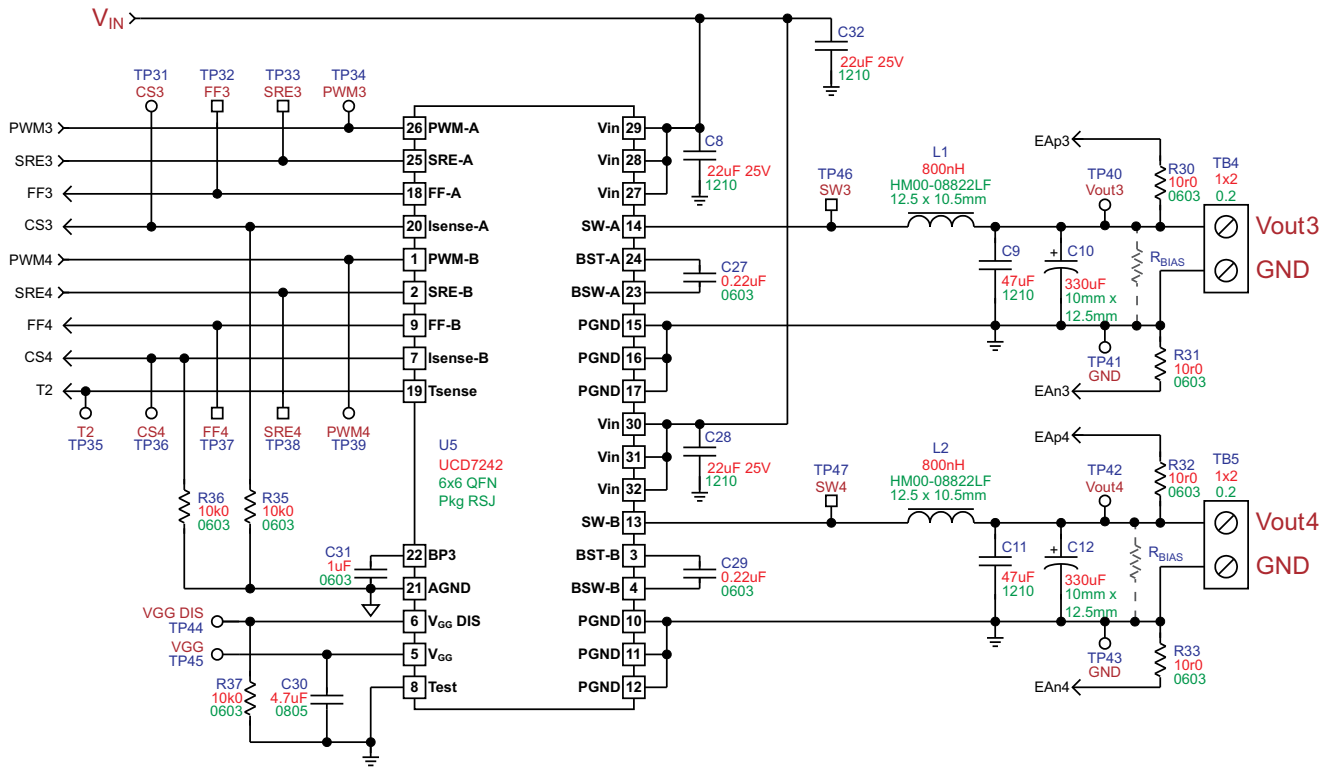 VIN
C32
22uF 25V
1210
TP31
CS3
TP32
FF3
TP33
SRE3
TP34
PWM3
PWM3
SRE3
FF3
CS3
PWM4
SRE4
FF4
CS4
T2
T2
TP35
CS4
TP36
FF4
TP37
SRE4
TP38
PWM4
TP39
26 PWM-A
25 SRE-A
18 FF-A
20 Isense-A
1 PWM-B
2 SRE-B
9 FF-B
7 Isense-B
19 Tsense
U5
UCD7242
6x6 QFN
Pkg RSJ
22 BP3
21 AGND
6 VGG DIS
5 VGG
8 Test
Vin 29
Vin 28
Vin 27
SW-A 14
BST-A 24
BSW-A 23
PGND 15
PGND 16
PGND 17
Vin 30
Vin 31
Vin 32
SW-B 13
BST-B 3
BSW-B 4
PGND 10
PGND 11
PGND 12
R36
10k0
0603
R35
10k0
0603
C31
1uF
0603
VGG DIS
TP44
VGG
TP45
R37
10k0
0603
C30
4.7uF
0805
C8
22uF 25V
1210
C27
0.22uF
0603
C28
22uF 25V
1210
C29
0.22uF
0603
TP46
SW3
L1
800nH
HM00-08822LF
12.5 x 10.5mm
C9
47uF
1210
+
C10
330uF
10mm x
12.5mm
TP40
Vout3
RBIAS
EAp3
R30
10r0
0603
TB4
1x2
0.2
Vout3
GND
TP41
GND
R31
10r0
0603
EAn3
TP47
SW4
L2
800nH
HM00-08822LF
12.5 x 10.5mm
C11
47uF
1210
+
C12
330uF
10mm x
12.5mm
TP42
Vout4
RBIAS
EAp4
R32
10r0
0603
TB5
1x2
0.2
Vout4
GND
TP43
GND
R33
10r0
0603
EAn4